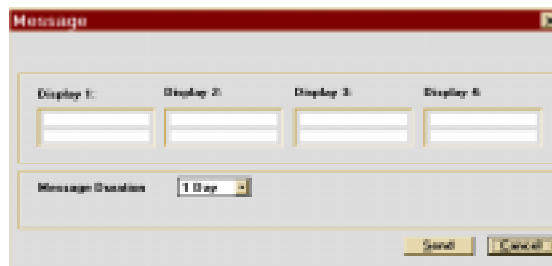 Message
Display 1: Display 2: Display 3: Display 4:
Message Duration 1 Day
Send Cancel